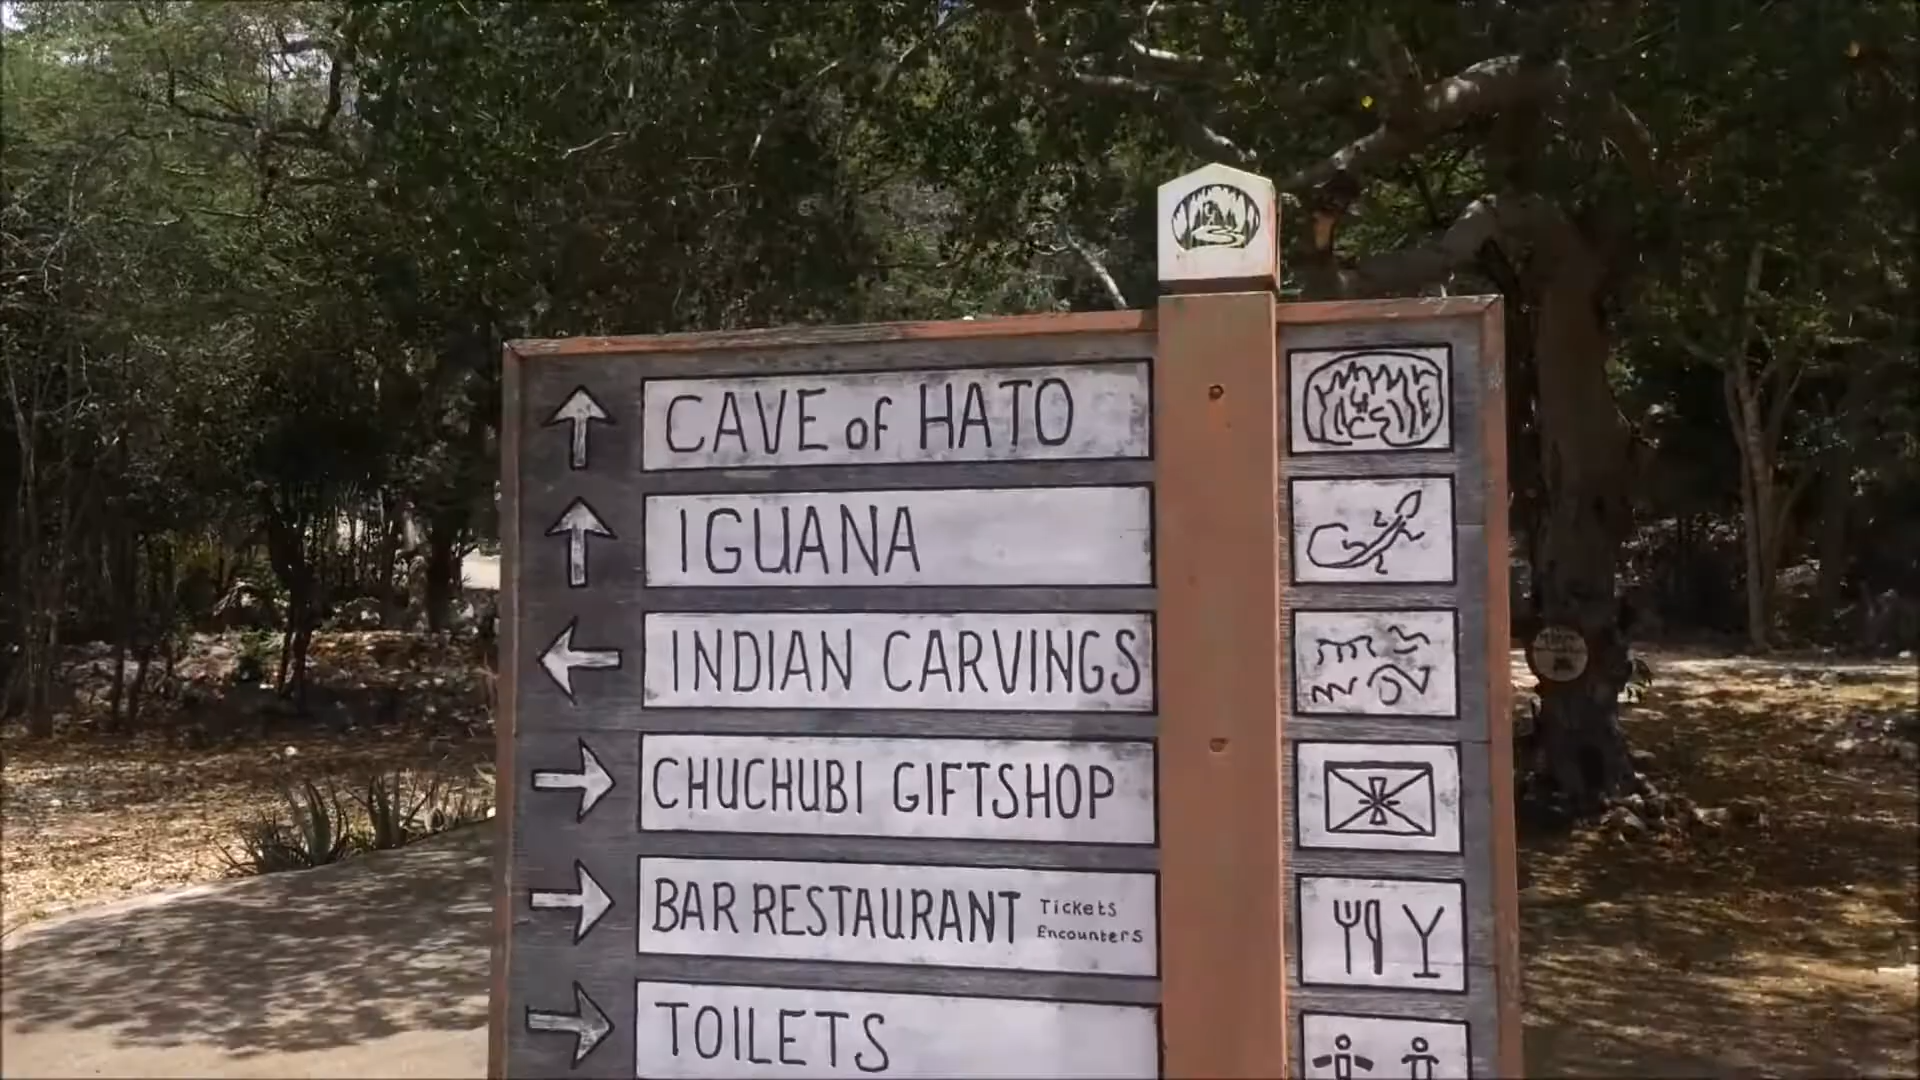 CAVE of HATO
IGUANA
INDIAN CARVINGS
CHUCHUBI GIFTSHOP
BAR RESTAURANT Tickets
Encounters
TOILETS